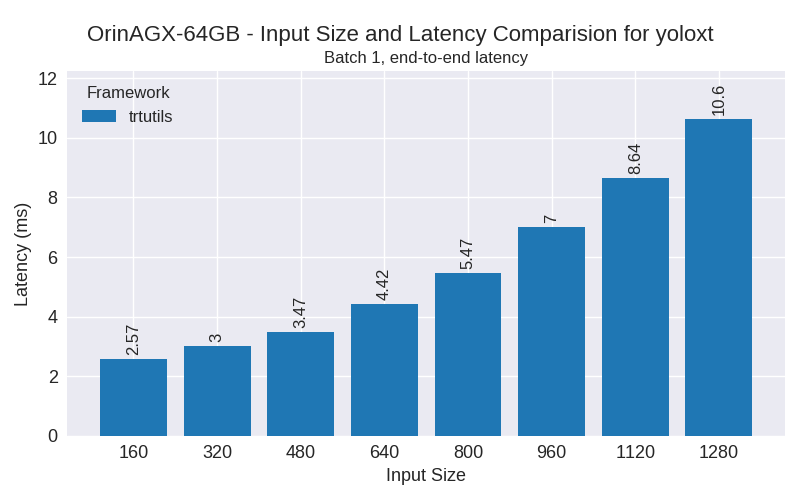 OrinAGX-64GB - Input Size and Latency Comparision for yoloxt
Batch 1, end-to-end latency
Framework
trtutils
Latency (ms)
12
10
8
6
4
2
0
2.57
3
3.47
4.42
5.47
7
8.64
10.6
160 320 480 640 800 960 1120 1280
Input Size